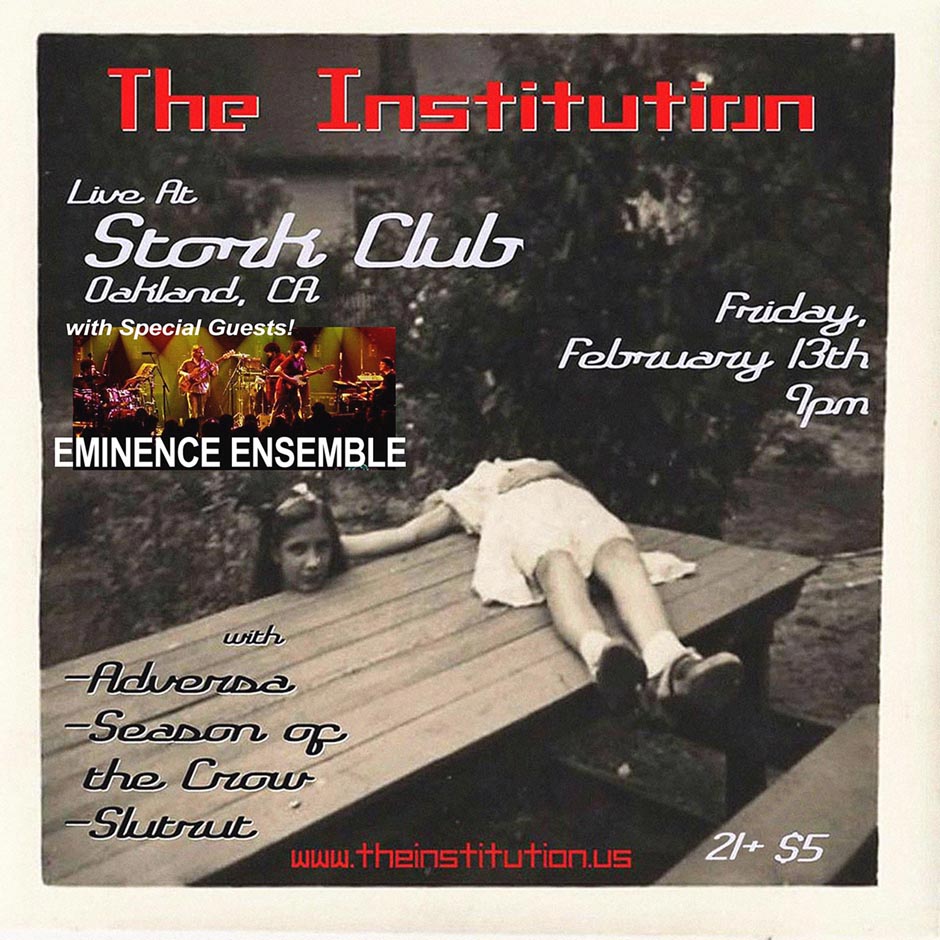 The Institution
Live At
Stork Club
Oakland, CA
with Special Guests!
EMINENCE ENSEMBLE
Friday,
February 13th
9pm
with
-Adversa
-Season of
the Crow
-Slutrut
www.theinstitution.us
21+ $5